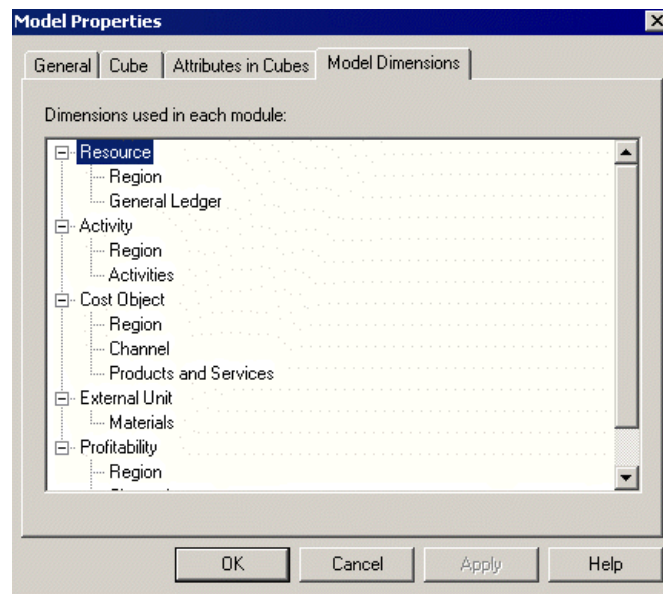 Model Properties
General Cube Attributes in Cubes Model Dimensions
Dimensions used in each module:
Resource
Region
General Ledger
Activity
Region
Activities
Cost Object
Region
Channel
Products and Services
External Unit
Materials
Profitability
Region
OK Cancel Apply Help